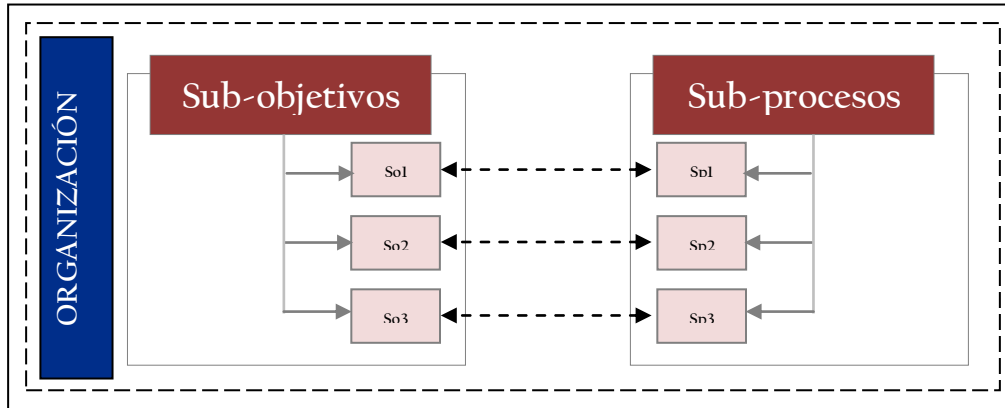 ORGANIZACIÓN
Sub-objetivos
Sub-procesos
So1
Sp1
So2
Sp2
So3
Sp3